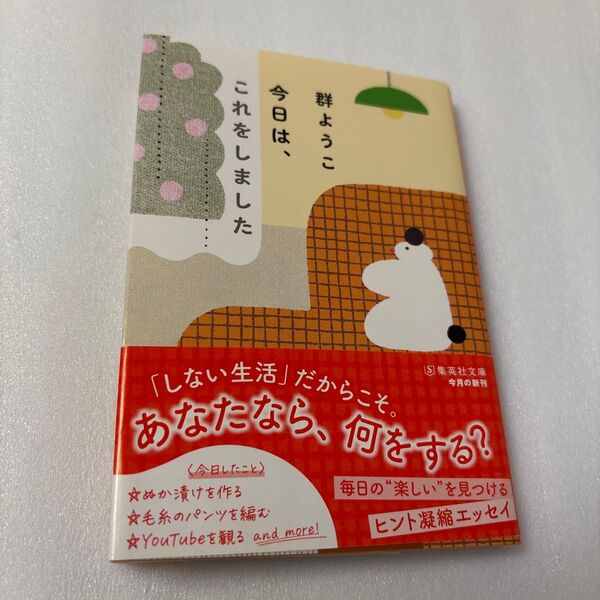 群ようこ
今日は、
これをしました
集英社文庫
今月の新刊
「しない生活」だからこそ。
あなたなら、何をする?
〈今日したこと〉
☆ぬか漬けを作る
☆毛糸のパンツを編む
☆YouTubeを観る and more!
毎日の“楽しい”を見つける
ヒント凝縮エッセイ